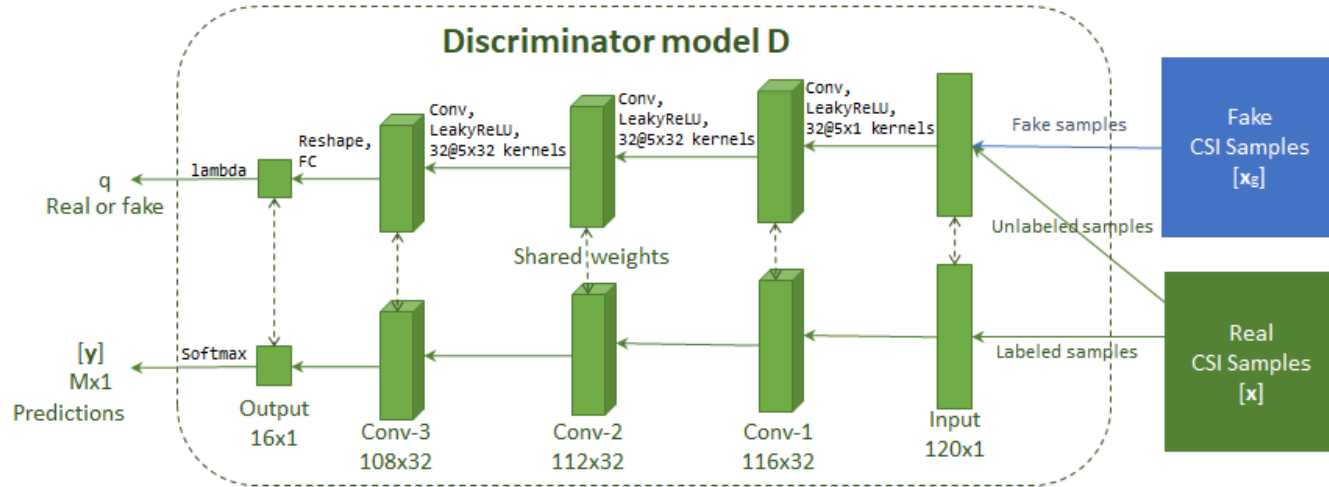 Discriminator model D
Conv,
LeakyReLU,
32@5x32 kernels
Conv,
LeakyReLU,
32@5x32 kernels
Conv,
LeakyReLU,
32@5x1 kernels
Reshape,
FC
lambda
q
Real or fake
Fake samples
Fake
CSI Samples
[xg]
Unlabeled samples
Shared weights
Softmax
[y]
Mx1
Predictions
Labeled samples
Real
CSI Samples
[x]
Output
16x1
Conv-3
108x32
Conv-2
112x32
Conv-1
116x32
Input
120x1